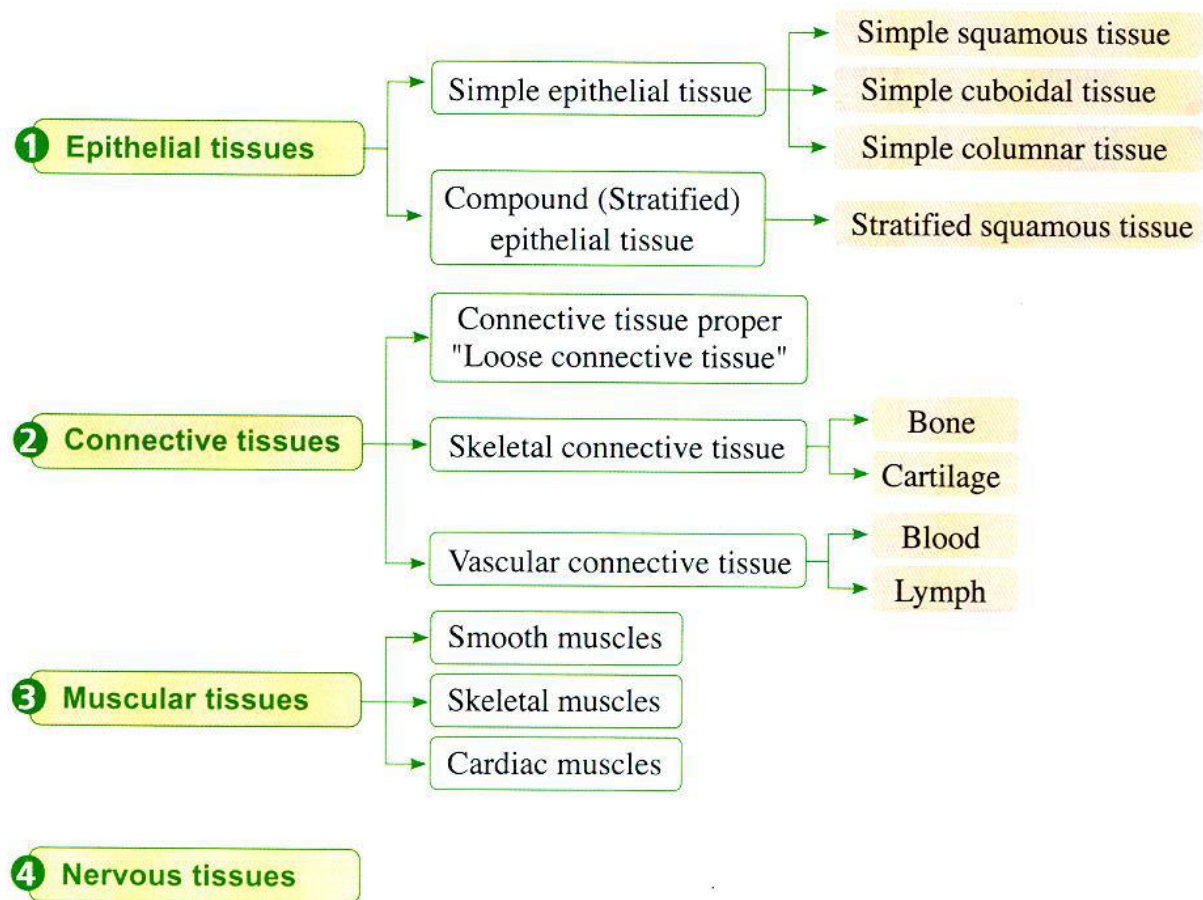 1 Epithelial tissues
Simple epithelial tissue
Simple squamous tissue
Simple cuboidal tissue
Simple columnar tissue
Compound (Stratified)
epithelial tissue
Stratified squamous tissue
2 Connective tissues
Connective tissue proper
"Loose connective tissue"
Skeletal connective tissue
Bone
Cartilage
Vascular connective tissue
Blood
Lymph
3 Muscular tissues
Smooth muscles
Skeletal muscles
Cardiac muscles
4 Nervous tissues